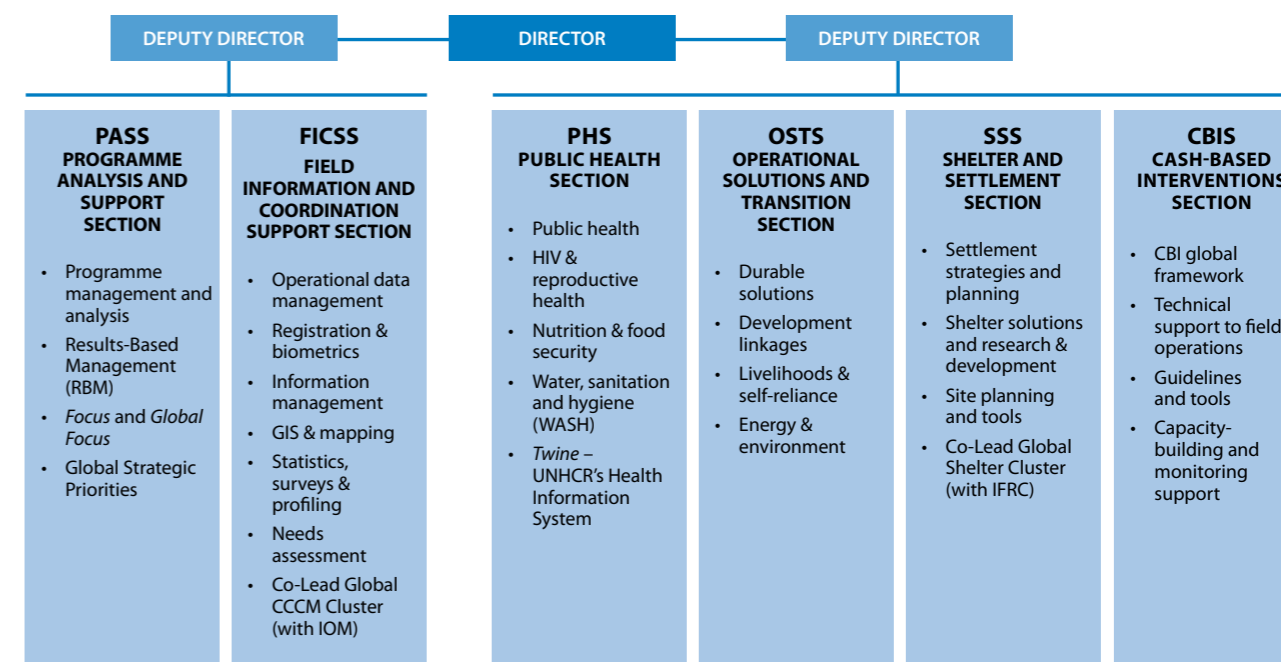 DEPUTY DIRECTOR
DIRECTOR
DEPUTY DIRECTOR
PASS
PROGRAMME
ANALYSIS AND
SUPPORT
SECTION
• Programme
management and
analysis
• Results-Based
Management
(RBM)
• Focus and Global
Focus
• Global Strategic
Priorities
FICSS
FIELD
INFORMATION AND
COORDINATION
SUPPORT SECTION
• Operational data
management
• Registration &
biometrics
• Information
management
• GIS & mapping
• Statistics,
surveys &
profiling
• Needs
assessment
• Co-Lead Global
CCCM Cluster
(with IOM)
PHS
PUBLIC HEALTH
SECTION
• Public health
• HIV &
reproductive
health
• Nutrition & food
security
• Water, sanitation
and hygiene
(WASH)
• Twine –
UNHCR’s Health
Information
System
OSTS
OPERATIONAL
SOLUTIONS AND
TRANSITION
SECTION
• Durable
solutions
• Development
linkages
• Livelihoods &
self-reliance
• Energy &
environment
SSS
SHELTER AND
SETTLEMENT
SECTION
• Settlement
strategies and
planning
• Shelter solutions
and research &
development
• Site planning
and tools
• Co-Lead Global
Shelter Cluster
(with IFRC)
CBIS
CASH-BASED
INTERVENTIONS
SECTION
• CBI global
framework
• Technical
support to field
operations
• Guidelines
and tools
• Capacity-
building and
monitoring
support